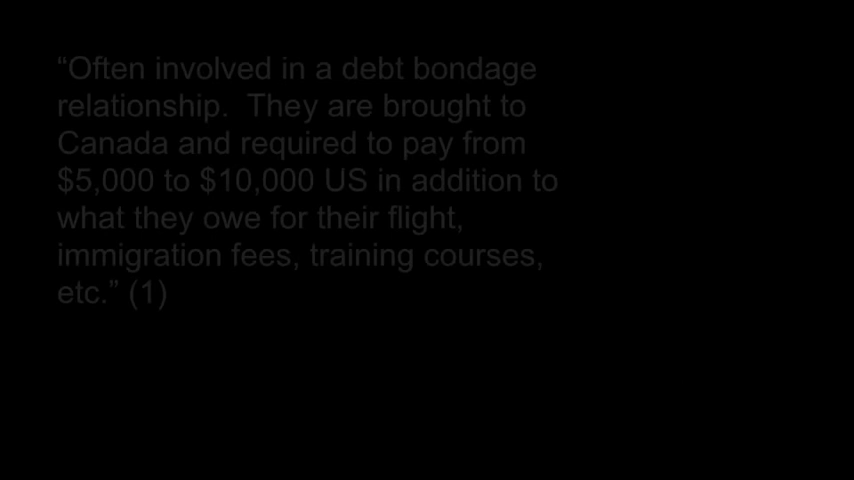 “Often involved in a debt bondage
relationship.  They are brought to
Canada and required to pay from
$5,000 to $10,000 US in addition to
what they owe for their flight,
immigration fees, training courses,
etc.” (1)